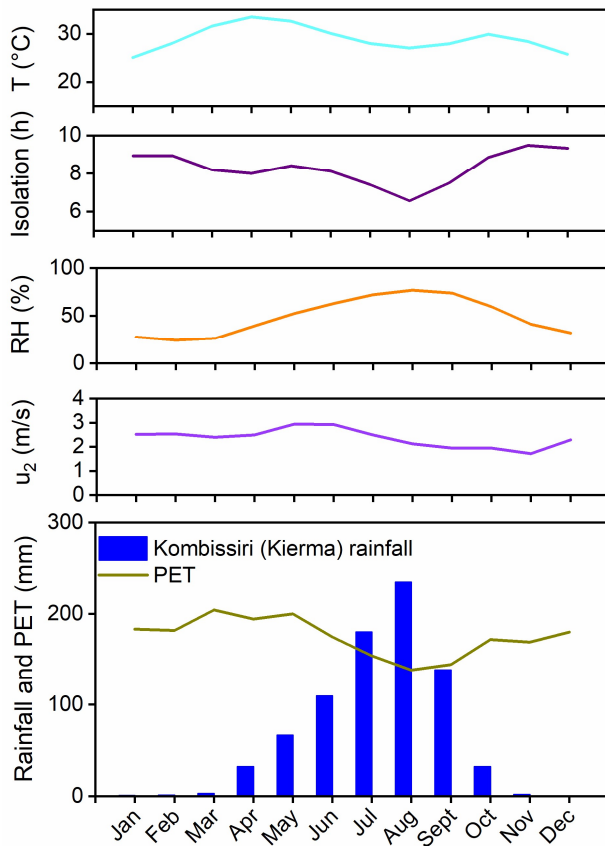 T (°C)
30
20
Isolation (h)
10
8
6
RH (%)
100
50
0
u2 (m/s)
4
3
2
1
0
Rainfall and PET (mm)
300
200
100
0
Kombissiri (Kierma) rainfall
PET
Jan Feb Mar Apr May Jun Jul Aug Sept Oct Nov Dec